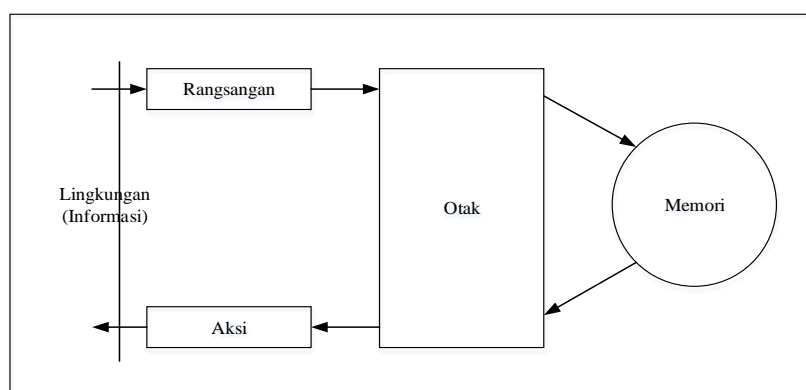 Rangsangan
Lingkungan
(Informasi)
Otak
Memori
Aksi